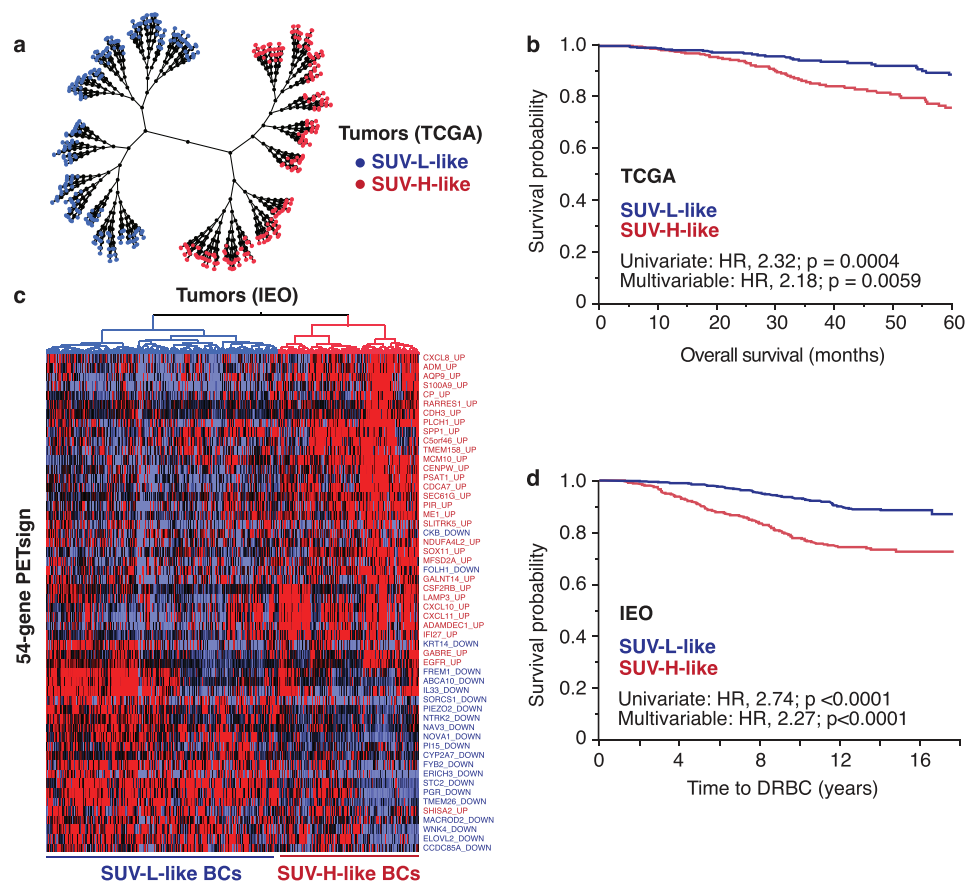 a
Tumors (TCGA)
SUV-L-like
SUV-H-like
b
Survival probability
1.0
0.8
0.6
0.4
0.2
0
TCGA
SUV-L-like
SUV-H-like
Univariate: HR, 2.32; p = 0.0004
Multivariable: HR, 2.18; p = 0.0059
0 10 20 30 40 50 60
Overall survival (months)
c
Tumors (IEO)
54-gene PETsign
CXCL8_UP
ADM_UP
AQP9_UP
S100A9_UP
CP_UP
RARRES1_UP
CDH3_UP
PLCH1_UP
SPP1_UP
C5orf46_UP
TMEM158_UP
MCM10_UP
CENPW_UP
PSAT1_UP
CDCA7_UP
SEC61G_UP
PIR_UP
ME1_UP
SLITRK5_UP
CKB_DOWN
NDUFA4L2_UP
SOX11_UP
MFSD2A_UP
FOLH1_DOWN
GALNT14_UP
CSF2RB_UP
LAMP3_UP
CXCL10_UP
CXCL11_UP
ADAMDEC1_UP
IFI27_UP
KRT14_DOWN
GABRE_UP
EGFR_UP
FREM1_DOWN
ABCA10_DOWN
IL33_DOWN
SORCS1_DOWN
PIEZO2_DOWN
NTRK2_DOWN
NAV3_DOWN
NOVA1_DOWN
PI15_DOWN
CYP2A7_DOWN
FYB2_DOWN
ERICH3_DOWN
STC2_DOWN
PGR_DOWN
TMEM26_DOWN
SHISA2_UP
MACROD2_DOWN
WNK4_DOWN
ELOVL2_DOWN
CCDC85A_DOWN
SUV-L-like BCs
SUV-H-like BCs
d
Survival probability
1.0
0.8
0.6
0.4
0.2
0
IEO
SUV-L-like
SUV-H-like
Univariate: HR, 2.74; p <0.0001
Multivariable: HR, 2.27; p<0.0001
0 4 8 12 16
Time to DRBC (years)